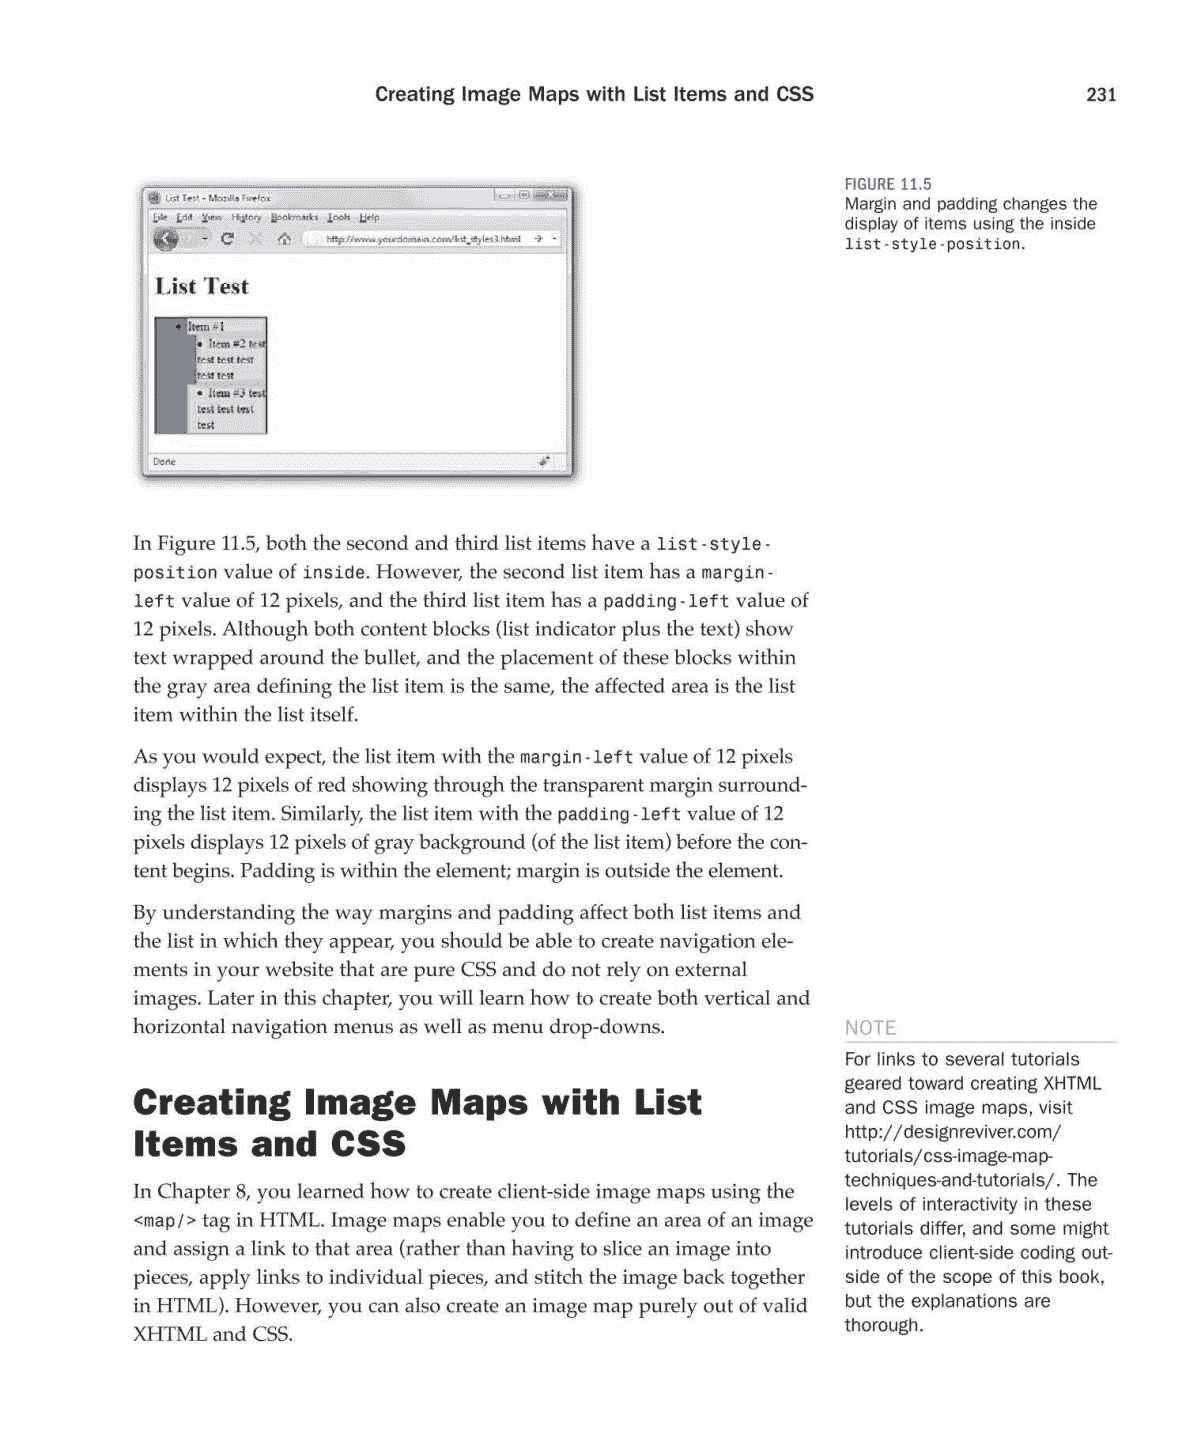 Creating Image Maps with List Items and CSS
231
List Test - Mozilla Firefox
File Edit View History Bookmarks Tools Help
http://www.yourdomain.com/list_styles3.html
List Test
• Item #1
• Item #2 test
test test test
test test
• Item #3 test
test test test
test
Done
FIGURE 11.5
Margin and padding changes the
display of items using the inside
list-style-position.
In Figure 11.5, both the second and third list items have a list-style-
position value of inside. However, the second list item has a margin-
left value of 12 pixels, and the third list item has a padding-left value of
12 pixels. Although both content blocks (list indicator plus the text) show
text wrapped around the bullet, and the placement of these blocks within
the gray area defining the list item is the same, the affected area is the list
item within the list itself.
As you would expect, the list item with the margin-left value of 12 pixels
displays 12 pixels of red showing through the transparent margin surround-
ing the list item. Similarly, the list item with the padding-left value of 12
pixels displays 12 pixels of gray background (of the list item) before the con-
tent begins. Padding is within the element; margin is outside the element.
By understanding the way margins and padding affect both list items and
the list in which they appear, you should be able to create navigation ele-
ments in your website that are pure CSS and do not rely on external
images. Later in this chapter, you will learn how to create both vertical and
horizontal navigation menus as well as menu drop-downs.
Creating Image Maps with List
Items and CSS
In Chapter 8, you learned how to create client-side image maps using the
<map/> tag in HTML. Image maps enable you to define an area of an image
and assign a link to that area (rather than having to slice an image into
pieces, apply links to individual pieces, and stitch the image back together
in HTML). However, you can also create an image map purely out of valid
XHTML and CSS.
NOTE
For links to several tutorials
geared toward creating XHTML
and CSS image maps, visit
http://designreviver.com/
tutorials/css-image-map-
techniques-and-tutorials/. The
levels of interactivity in these
tutorials differ, and some might
introduce client-side coding out-
side of the scope of this book,
but the explanations are
thorough.